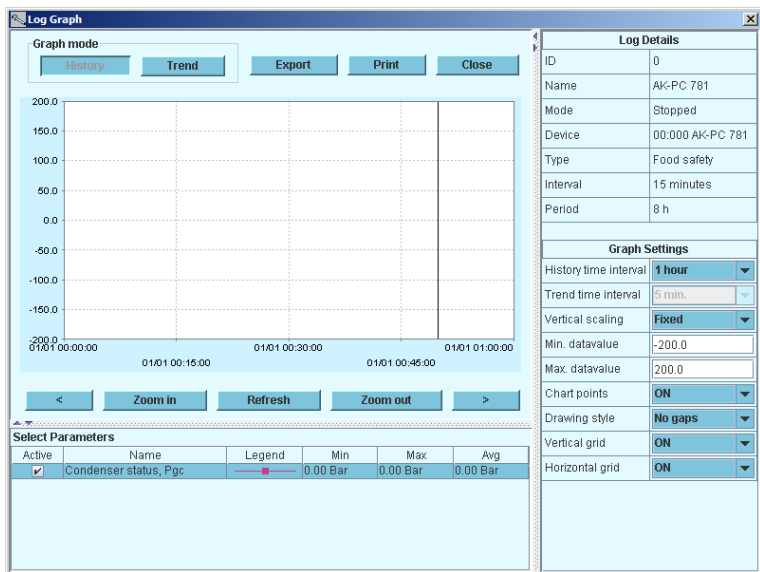 Log Graph
Graph mode
History Trend Export Print Close
200.0
150.0
100.0
50.0
0.0
-50.0
-100.0
-150.0
-200.0
01/01 00:00:00 01/01 00:30:00 01/01 01:00:00
01/01 00:15:00 01/01 00:45:00
< Zoom in Refresh Zoom out >
Select Parameters
Active Name Legend Min Max Avg
Condenser status, Pgc 0.00 Bar 0.00 Bar 0.00 Bar
Log Details
ID 0
Name AK-PC 781
Mode Stopped
Device 00:000 AK-PC 781
Type Food safety
Interval 15 minutes
Period 8 h
Graph Settings
History time interval 1 hour
Trend time interval 5 min.
Vertical scaling Fixed
Min. datavalue -200.0
Max. datavalue 200.0
Chart points ON
Drawing style No gaps
Vertical grid ON
Horizontal grid ON